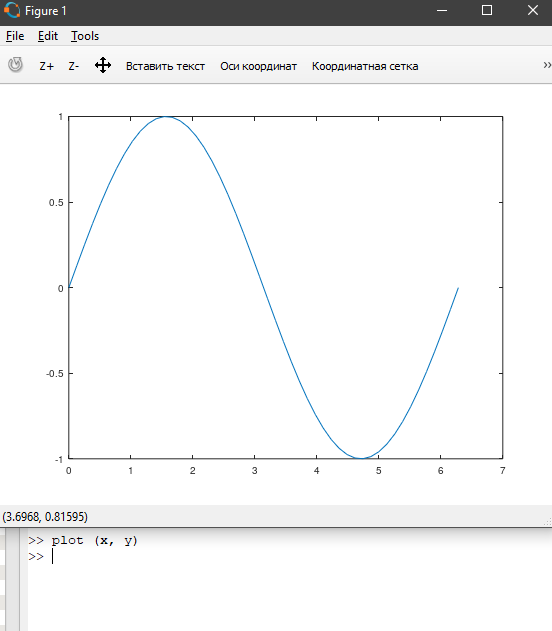 Figure 1
File Edit Tools
Z+ Z- Вставить текст Оси координат Координатная сетка »
1
0.5
0
-0.5
-1
0 1 2 3 4 5 6 7
(3.6968, 0.81595)
>> plot (x, y)
>>